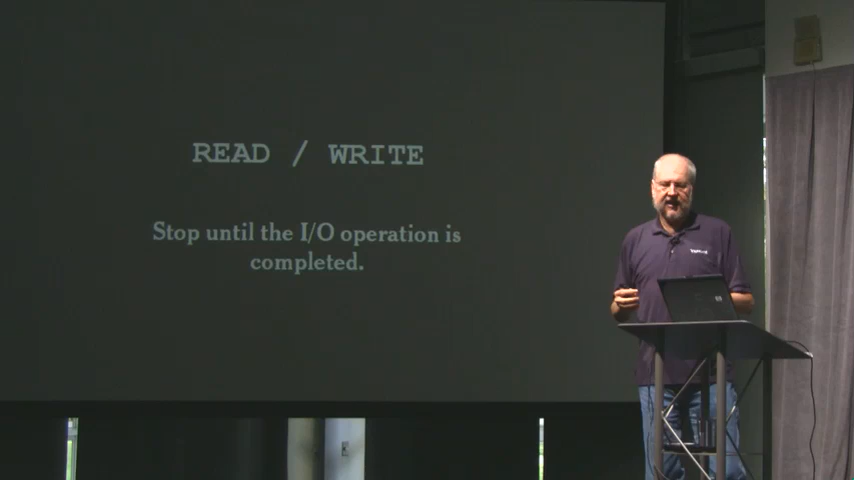 READ / WRITE
Stop until the I/O operation is
completed.